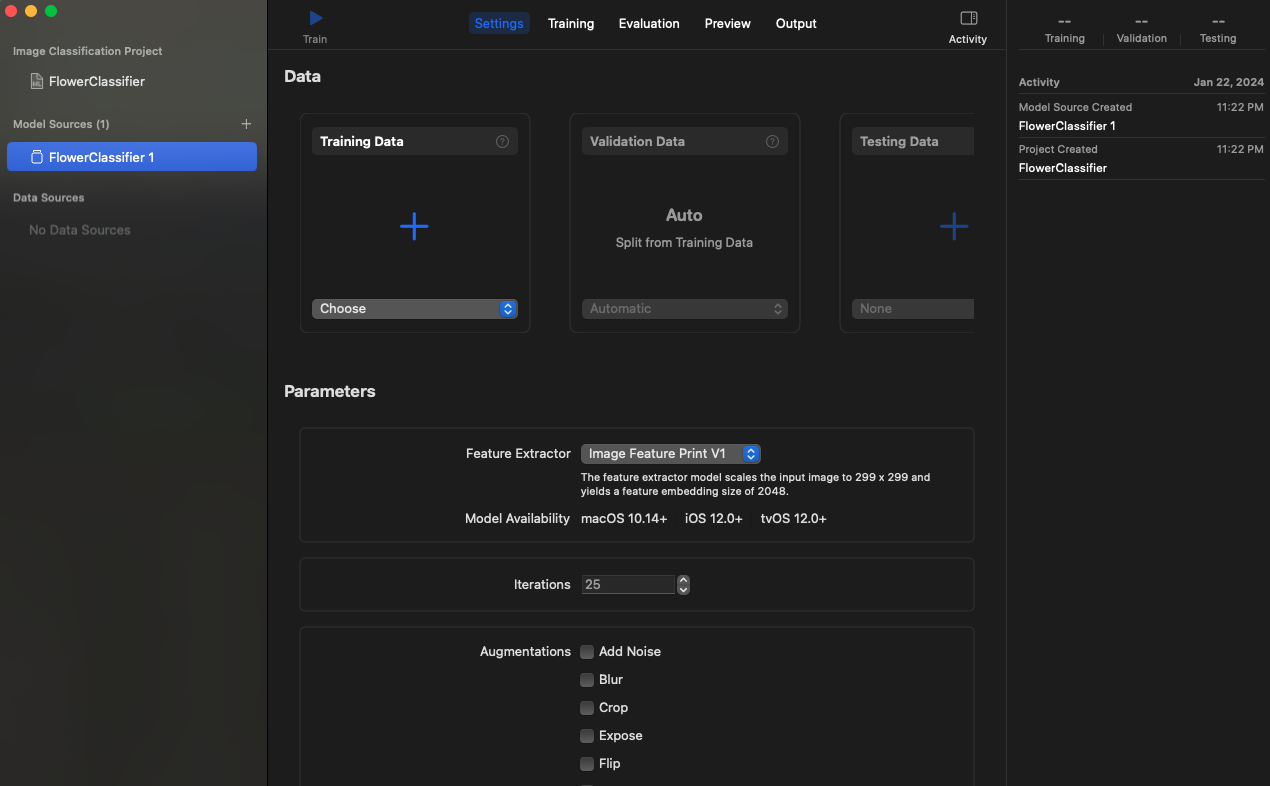 Image Classification Project
FlowerClassifier
Model Sources (1)
FlowerClassifier 1
Data Sources
No Data Sources
Train
Settings
Training
Evaluation
Preview
Output
Activity
Data
Training Data
Choose
Validation Data
Auto
Split from Training Data
Automatic
Testing Data
None
Parameters
Feature Extractor
Image Feature Print V1
The feature extractor model scales the input image to 299 x 299 and
yields a feature embedding size of 2048.
Model Availability
macOS 10.14+ iOS 12.0+ tvOS 12.0+
Iterations
25
Augmentations
Add Noise
Blur
Crop
Expose
Flip
-- -- --
Training Validation Testing
Activity Jan 22, 2024
Model Source Created 11:22 PM
FlowerClassifier 1
Project Created 11:22 PM
FlowerClassifier